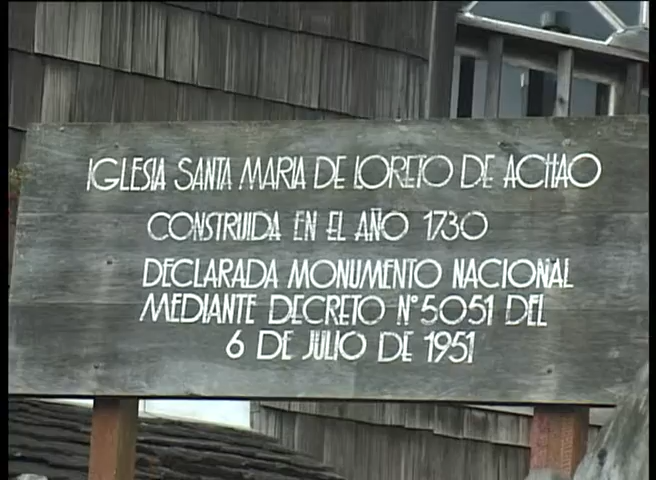 IGLESIA SANTA MARIA DE LORETO DE ACHAO
CONSTRUIDA EN EL AÑO 1730
DECLARADA MONUMENTO NACIONAL
MEDIANTE DECRETO N°5051 DEL
6 DE JULIO DE 1951